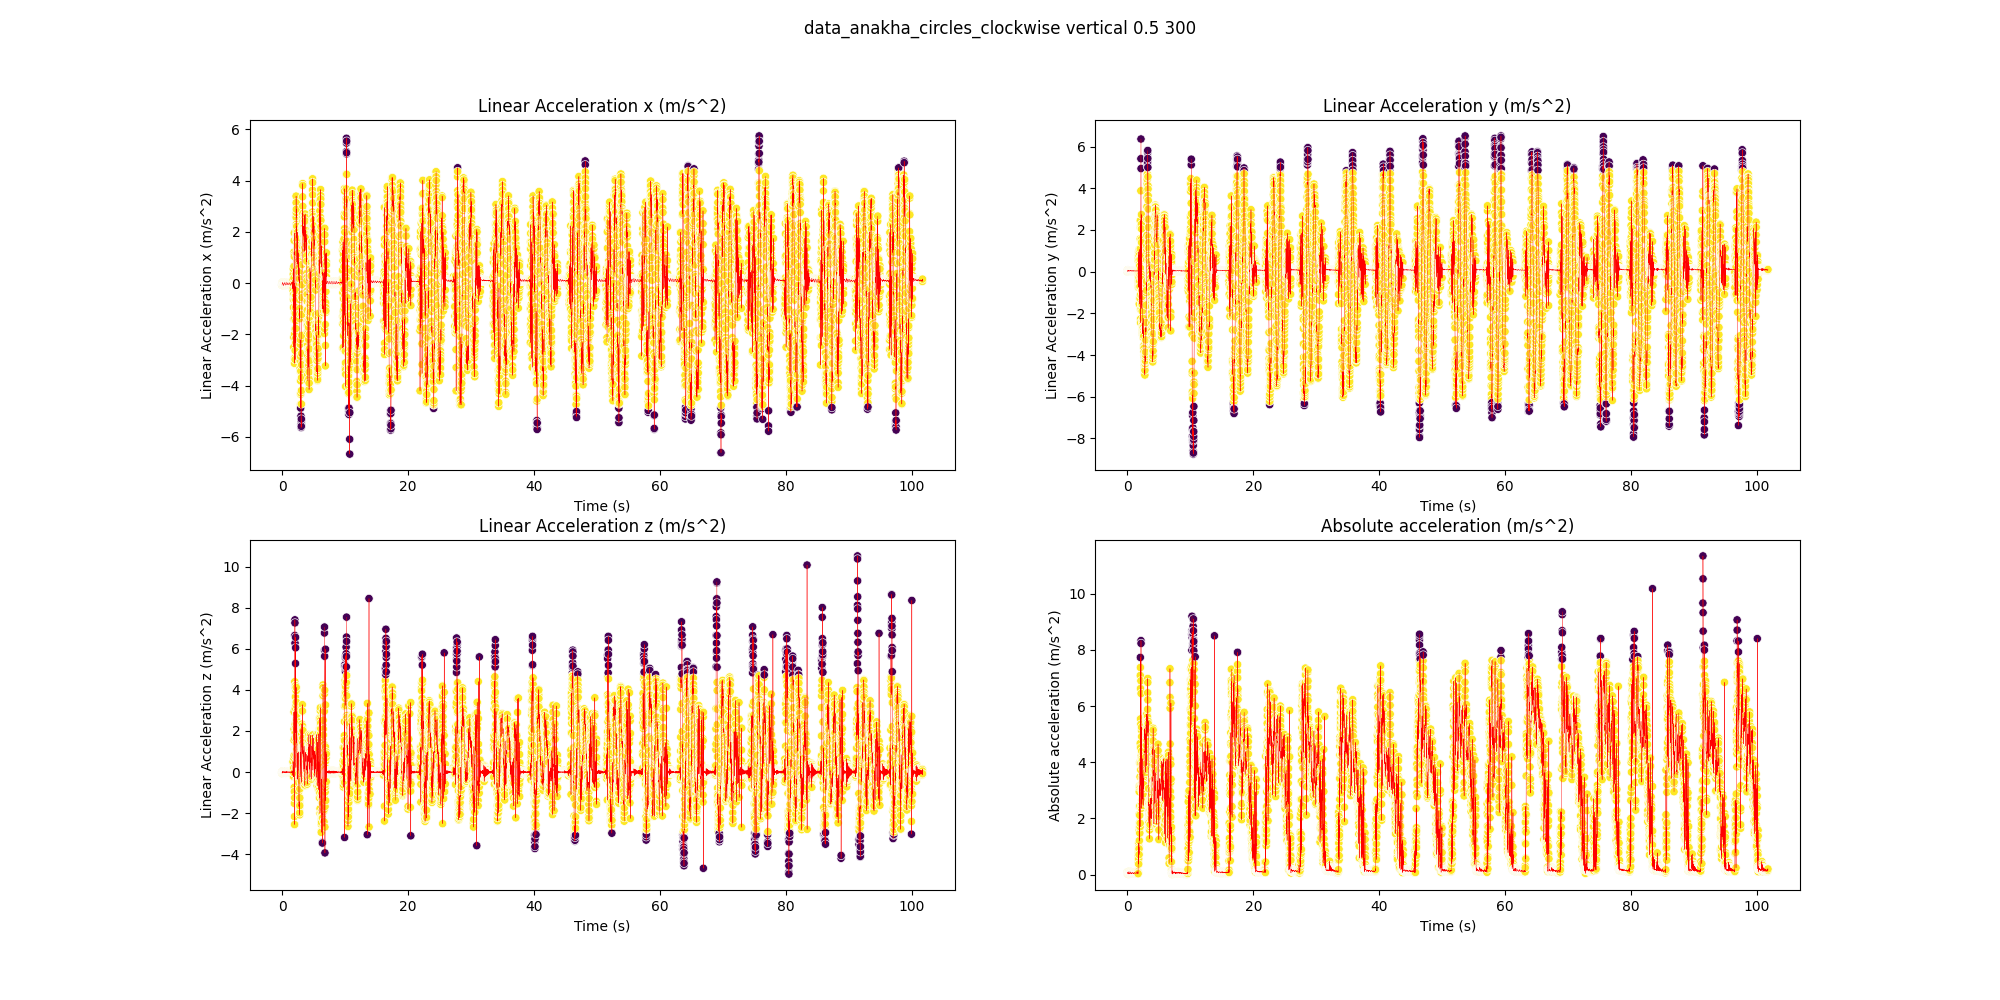 data_anakha_circles_clockwise vertical 0.5 300
Linear Acceleration x (m/s^2)
Linear Acceleration x (m/s^2)
6
4
2
0
−2
−4
−6
0 20 40 60 80 100
Time (s)
Linear Acceleration y (m/s^2)
Linear Acceleration y (m/s^2)
6
4
2
0
−2
−4
−6
−8
0 20 40 60 80 100
Time (s)
Linear Acceleration z (m/s^2)
Linear Acceleration z (m/s^2)
10
8
6
4
2
0
−2
−4
0 20 40 60 80 100
Time (s)
Absolute acceleration (m/s^2)
Absolute acceleration (m/s^2)
10
8
6
4
2
0
0 20 40 60 80 100
Time (s)